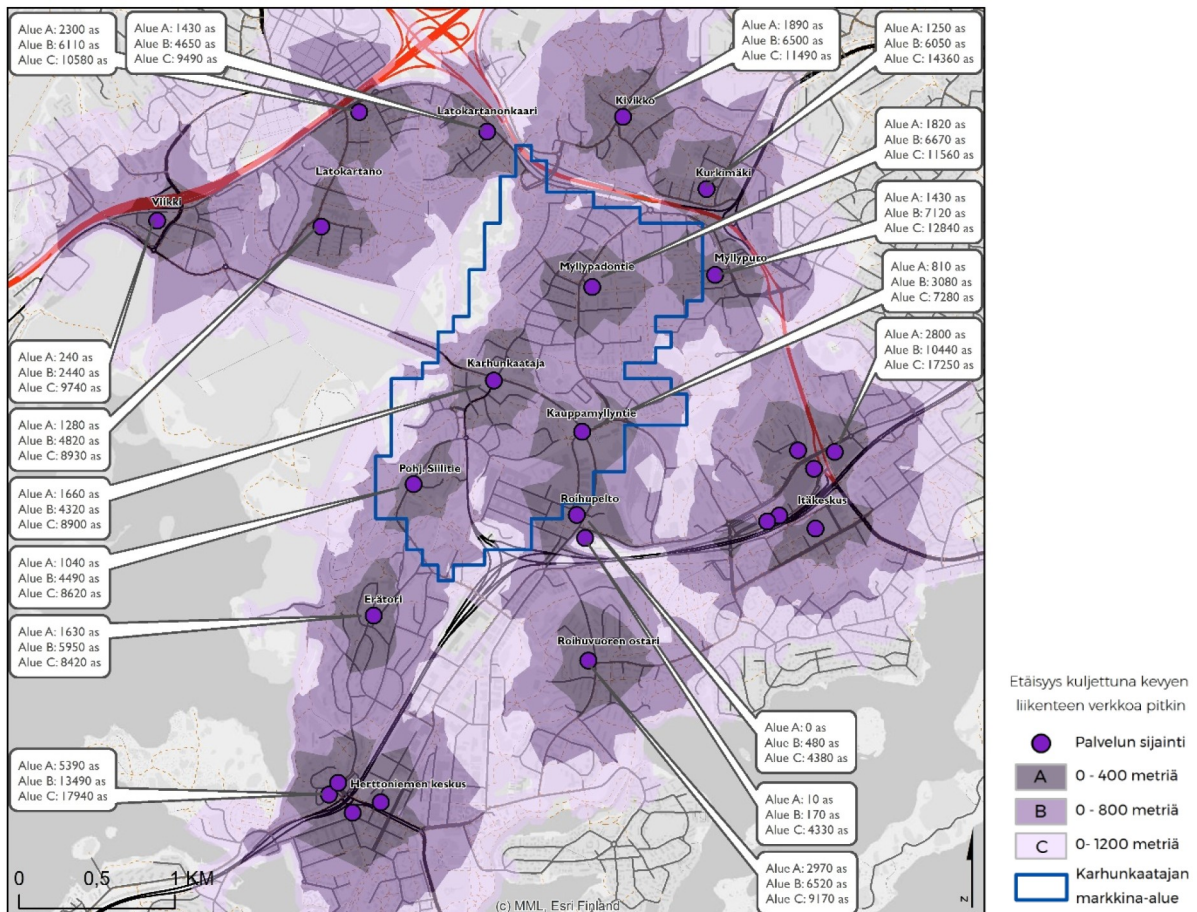 Alue A: 2300 as
Alue B: 6110 as
Alue C: 10580 as
Alue A: 1430 as
Alue B: 4650 as
Alue C: 9490 as
Alue A: 1890 as
Alue B: 6500 as
Alue C: 11490 as
Alue A: 1250 as
Alue B: 6050 as
Alue C: 14360 as
Alue A: 1820 as
Alue B: 6670 as
Alue C: 11560 as
Alue A: 1430 as
Alue B: 7120 as
Alue C: 12840 as
Alue A: 810 as
Alue B: 3080 as
Alue C: 7280 as
Alue A: 2800 as
Alue B: 10440 as
Alue C: 17250 as
Latokartanonkaari
Kivikko
Latokartano
Kurkimäki
Viikki
Myllypadontie
Myllypuro
Karhunkaataja
Kauppamyllyntie
Pohj. Siilitie
Roihupelto
Itäkeskus
Erätori
Roihuvuoren ostari
Herttoniemen keskus
Alue A: 240 as
Alue B: 2440 as
Alue C: 9740 as
Alue A: 1280 as
Alue B: 4820 as
Alue C: 8930 as
Alue A: 1660 as
Alue B: 4320 as
Alue C: 8900 as
Alue A: 1040 as
Alue B: 4490 as
Alue C: 8620 as
Alue A: 1630 as
Alue B: 5950 as
Alue C: 8420 as
Alue A: 5390 as
Alue B: 13490 as
Alue C: 17940 as
Alue A: 0 as
Alue B: 480 as
Alue C: 4380 as
Alue A: 10 as
Alue B: 170 as
Alue C: 4330 as
Alue A: 2970 as
Alue B: 6520 as
Alue C: 9170 as
0 0,5 1 KM
(c) MML, Esri Finland
N
Etäisyys kuljettuna kevyen
liikenteen verkkoa pitkin
Palvelun sijainti
A 0 - 400 metriä
B 0 - 800 metriä
C 0- 1200 metriä
Karhunkaatajan
markkina-alue